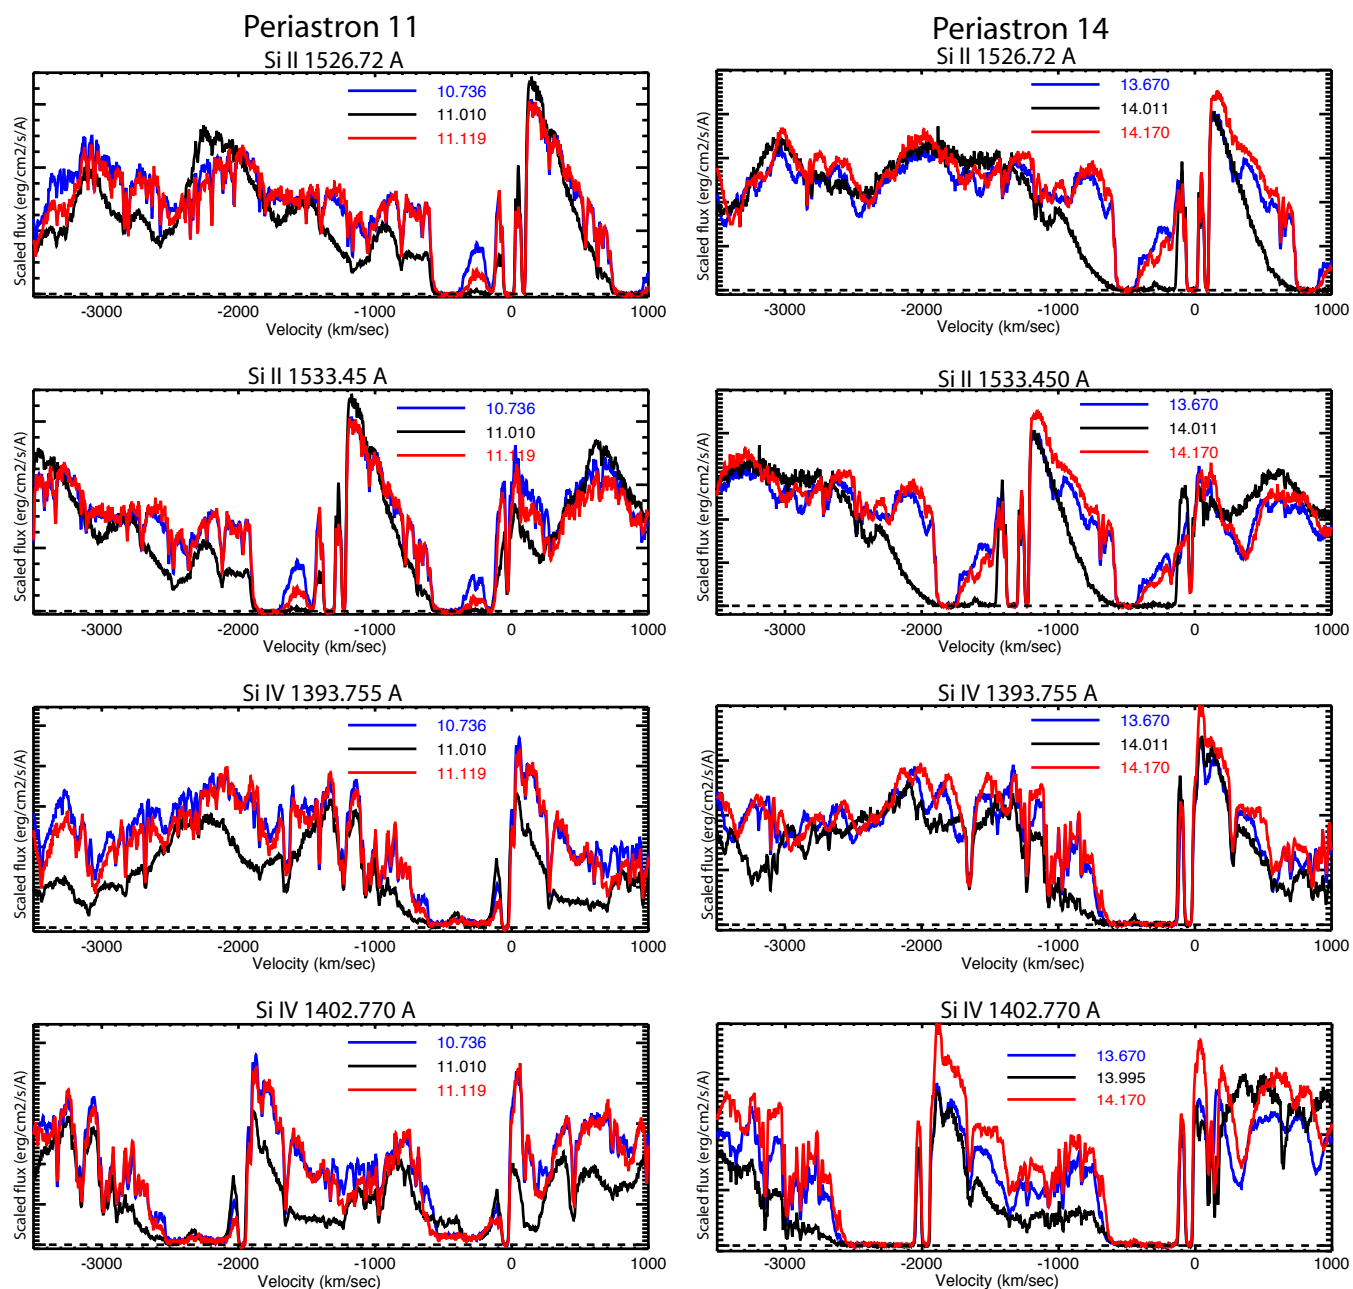 Periastron 11
Periastron 14
Si II 1526.72 A
Scaled flux (erg/cm2/s/A)
10.736
11.010
11.119
-3000 -2000 -1000 0 1000
Velocity (km/sec)
Si II 1526.72 A
Scaled flux (erg/cm2/s/A)
13.670
14.011
14.170
-3000 -2000 -1000 0 1000
Velocity (km/sec)
Si II 1533.45 A
Scaled flux (erg/cm2/s/A)
10.736
11.010
11.119
-3000 -2000 -1000 0 1000
Velocity (km/sec)
Si II 1533.450 A
Scaled flux (erg/cm2/s/A)
13.670
14.011
14.170
-3000 -2000 -1000 0 1000
Velocity (km/sec)
Si IV 1393.755 A
Scaled flux (erg/cm2/s/A)
10.736
11.010
11.119
-3000 -2000 -1000 0 1000
Velocity (km/sec)
Si IV 1393.755 A
Scaled flux (erg/cm2/s/A)
13.670
14.011
14.170
-3000 -2000 -1000 0 1000
Velocity (km/sec)
Si IV 1402.770 A
Scaled flux (erg/cm2/s/A)
10.736
11.010
11.119
-3000 -2000 -1000 0 1000
Velocity (km/sec)
Si IV 1402.770 A
Scaled flux (erg/cm2/s/A)
13.670
13.995
14.170
-3000 -2000 -1000 0 1000
Velocity (km/sec)